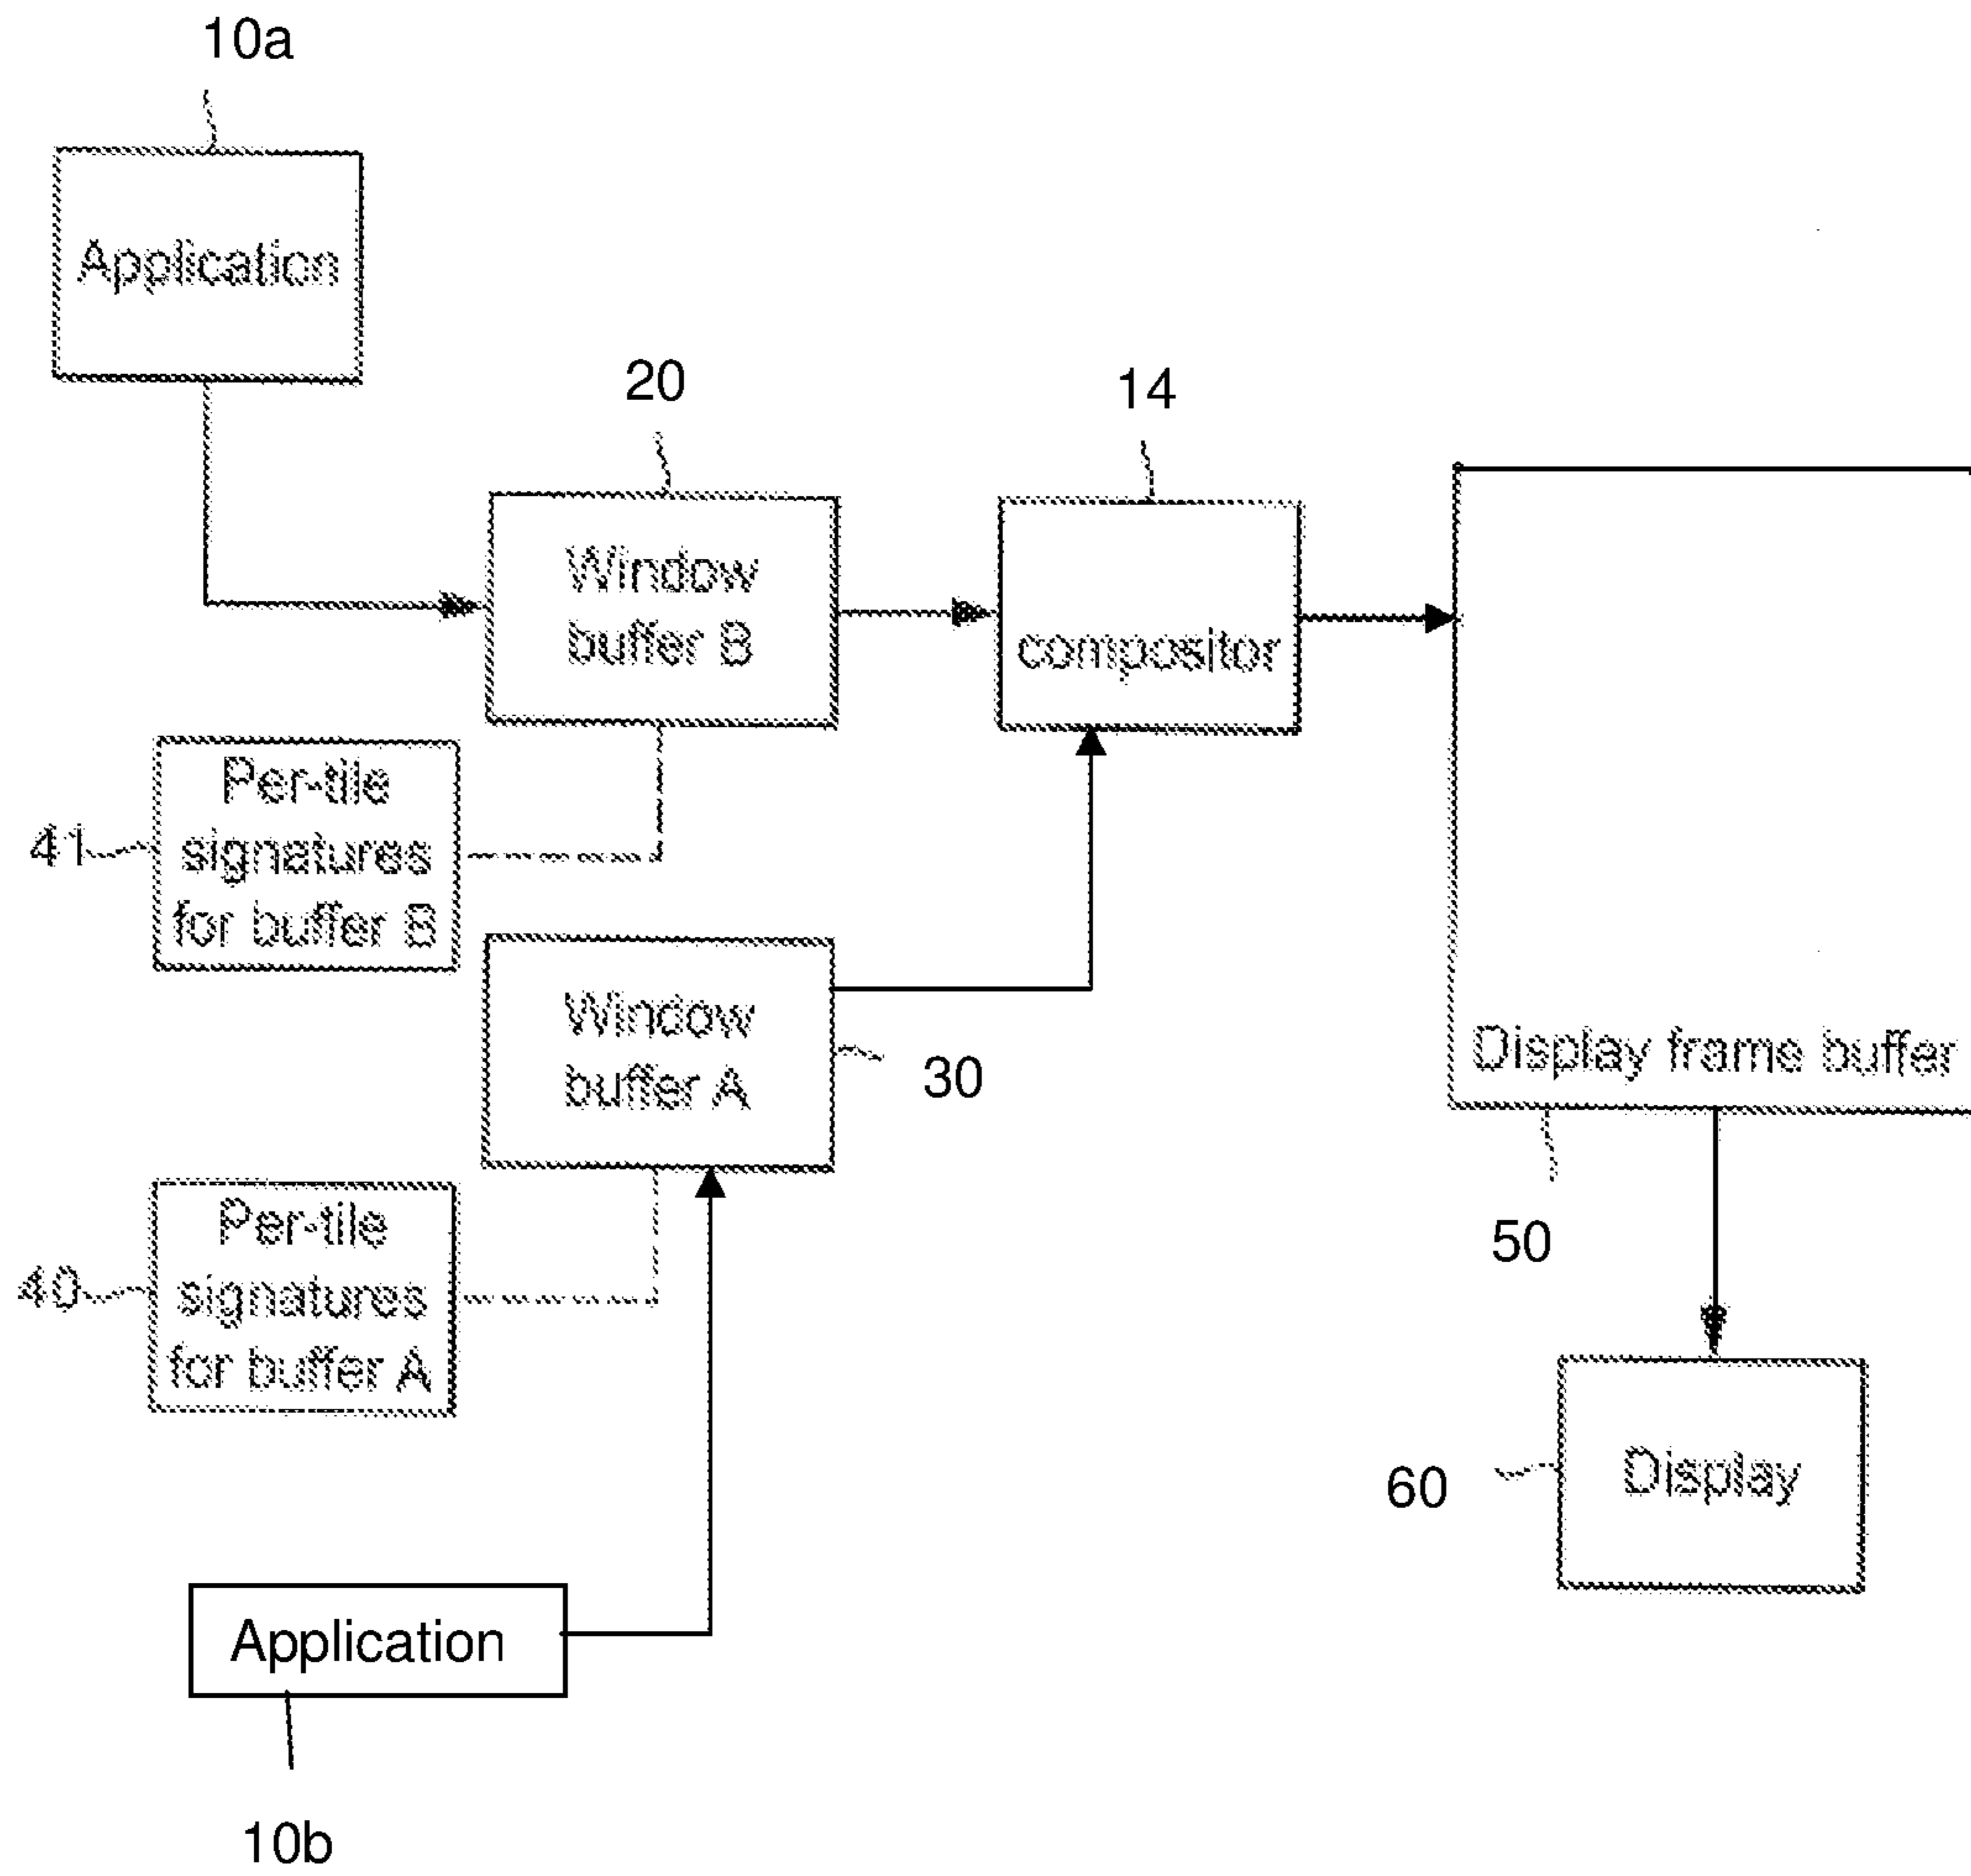 10a
Application
20
14
Window
buffer B
compositor
Per-tile
signatures
for buffer B
41
Window
buffer A
30
Display frame buffer
Per-tile
signatures
for buffer A
40
50
Display
60
Application
10b